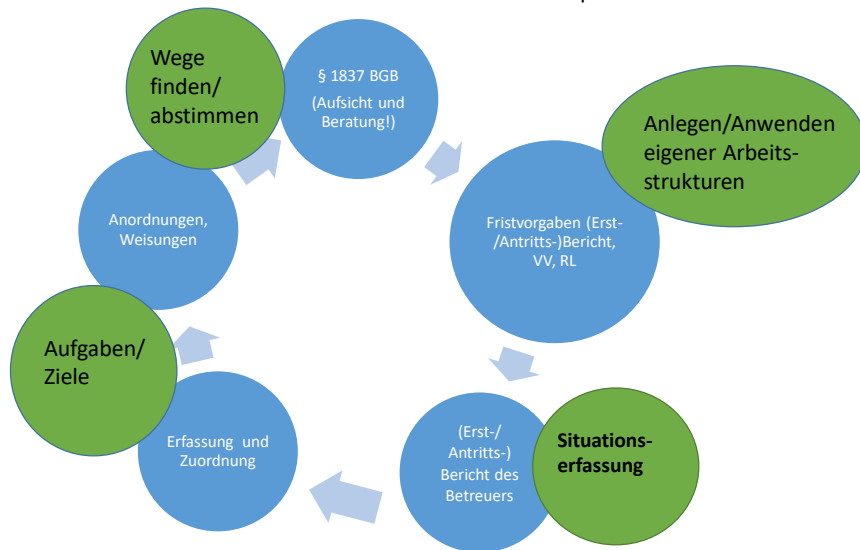 Wege
finden/
abstimmen
§ 1837 BGB
(Aufsicht und
Beratung!)
Anlegen/Anwenden
eigener Arbeits-
strukturen
Fristvorgaben (Erst-
/Antritts-)Bericht,
VV, RL
Anordnungen,
Weisungen
Aufgaben/
Ziele
Erfassung und
Zuordnung
(Erst-/
Antritts-)
Bericht des
Betreuers
Situations-
erfassung